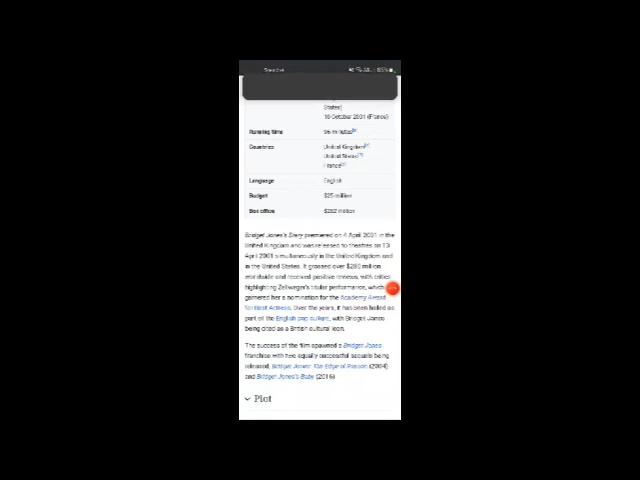 States)
18 October 2001 (France)
Running time
96 minutes
Countries
United Kingdom
United States
France
Language
English
Budget
$25 million
Box office
$282 million
Bridget Jones's Diary premiered on 4 April 2001 in the
United Kingdom and was released to theatres on 13
April 2001 simultaneously in the United Kingdom and
in the United States. It grossed over $280 million
worldwide and received positive reviews, with critics
highlighting Zellweger's titular performance, which
garnered her a nomination for the Academy Award
for Best Actress. Over the years, it has been hailed as
part of the English pop culture, with Bridget Jones
being cited as a British cultural icon.
The success of the film spawned a Bridget Jones
franchise with two equally successful sequels being
released, Bridget Jones: The Edge of Reason (2004)
and Bridget Jones's Baby (2016)
Plot